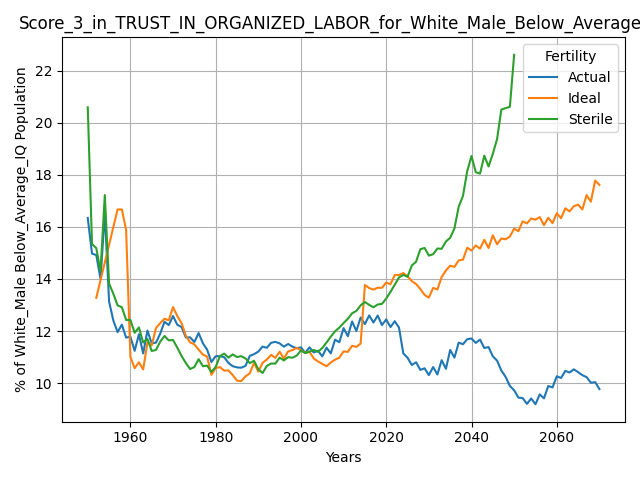 Score_3_in_TRUST_IN_ORGANIZED_LABOR_for_White_Male_Below_Average
Fertility
Actual
Ideal
Sterile
% of White_Male Below_Average_IQ Population
22
20
18
16
14
12
10
1960
1980
2000
2020
2040
2060
Years